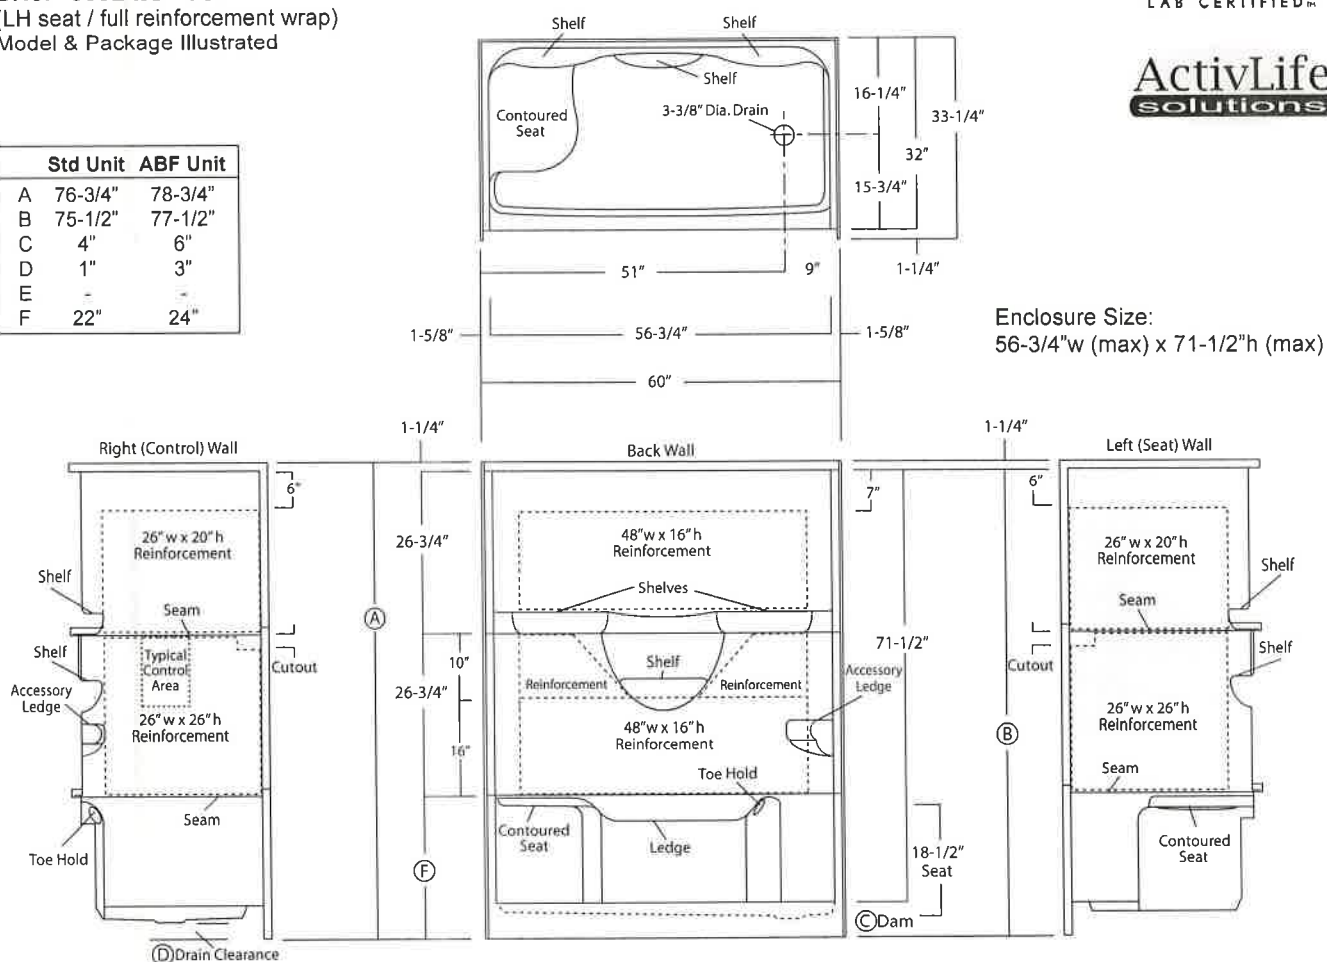 (LH seat / full reinforcement wrap)
Model & Package Illustrated
LAB CERTIFIED™
ActivLife
solutions
Std Unit ABF Unit
A 76-3/4" 78-3/4"
B 75-1/2" 77-1/2"
C 4" 6"
D 1" 3"
E - -
F 22" 24"
Shelf
Shelf
Shelf
Contoured
Seat
3-3/8" Dia. Drain
16-1/4"
33-1/4"
32"
15-3/4"
51"
9"
1-1/4"
1-5/8"
56-3/4"
1-5/8"
60"
Enclosure Size:
56-3/4"w (max) x 71-1/2"h (max)
Right (Control) Wall
6"
26" w x 20" h
Reinforcement
Shelf
Seam
Shelf
Typical
Control
Area
Cutout
Accessory
Ledge
26" w x 26" h
Reinforcement
Seam
Toe Hold
D Drain Clearance
1-1/4"
A
26-3/4"
26-3/4"
10"
16"
F
Back Wall
7"
48"w x 16"h
Reinforcement
Shelves
Shelf
Reinforcement
Reinforcement
Accessory
Ledge
48"w x 16"h
Reinforcement
Toe Hold
Contoured
Seat
Ledge
71-1/2"
18-1/2"
Seat
C Dam
1-1/4"
B
Left (Seat) Wall
6"
26" w x 20" h
Reinforcement
Shelf
Seam
Shelf
Cutout
26" w x 26" h
Reinforcement
Seam
Contoured
Seat